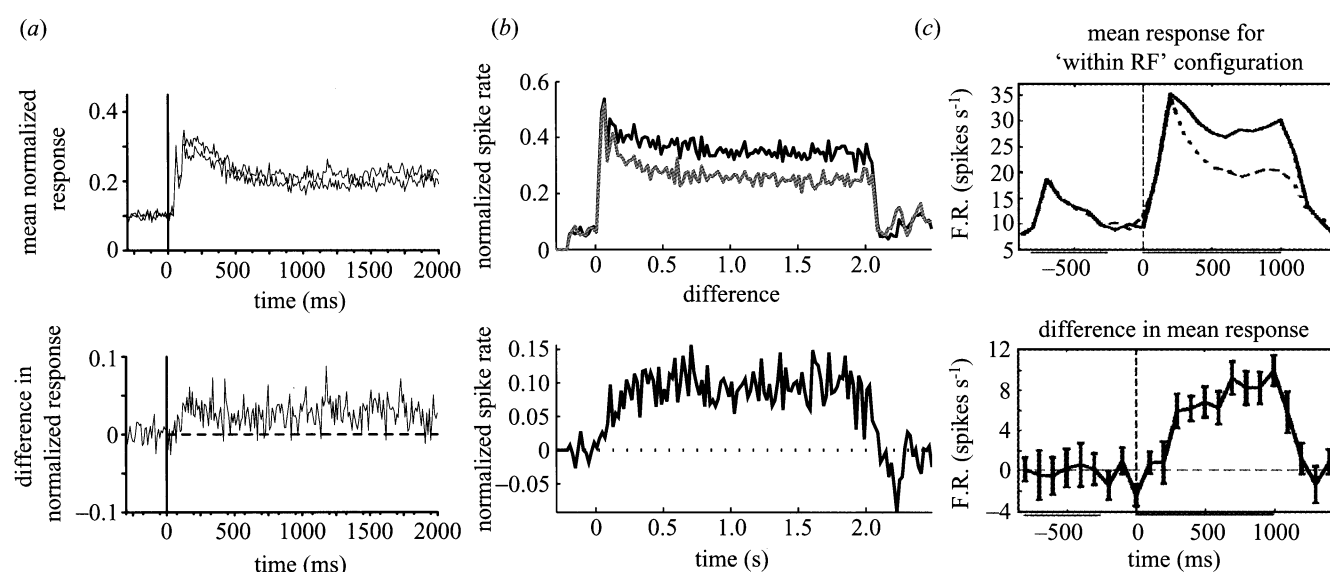 (a)
mean normalized
response
0.4
0.2
0
0
500
1000
1500
2000
time (ms)
difference in
normalized response
0.1
0
−0.1
0
500
1000
1500
2000
time (ms)
(b)
normalized spike rate
0.6
0.4
0.2
0
0
0.5
1.0
1.5
2.0
difference
normalized spike rate
0.15
0.10
0.05
0
−0.05
0
0.5
1.0
1.5
2.0
time (s)
(c)
mean response for
'within RF' configuration
F.R. (spikes s⁻¹)
35
30
25
20
15
10
5
−500
0
500
1000
difference in mean response
F.R. (spikes s⁻¹)
12
8
4
0
−4
−500
0
500
1000
time (ms)